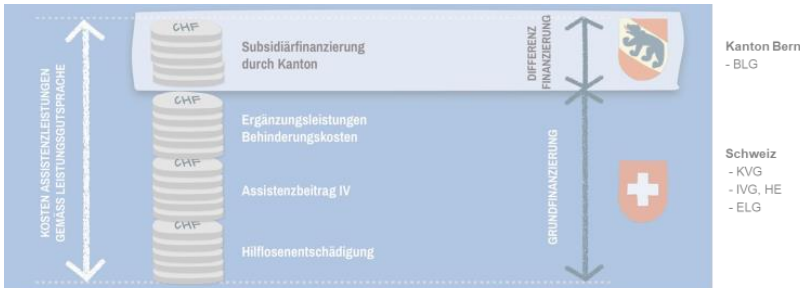 KOSTEN ASSISTENZLEISTUNGEN
GEMÄSS LEISTUNGSGUTSPRACHE
CHF
Subsidiärfinanzierung
durch Kanton
DIFFERENZ
FINANZIERUNG
Kanton Bern
- BLG
CHF
Ergänzungsleistungen
Behinderungskosten
CHF
Assistenzbeitrag IV
GRUNDFINANZIERUNG
Schweiz
- KVG
- IVG, HE
- ELG
CHF
Hilflosenentschädigung